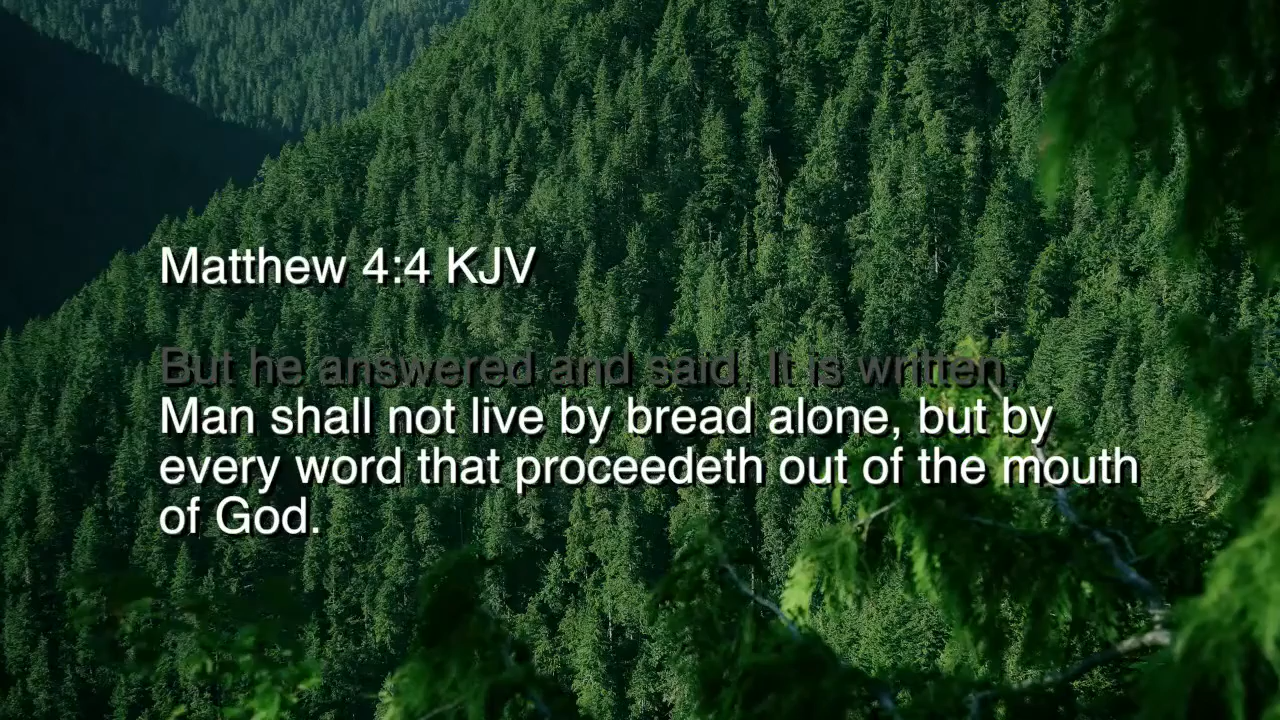 Matthew 4:4 KJV
But he answered and said, It is written,
Man shall not live by bread alone, but by
every word that proceedeth out of the mouth
of God.